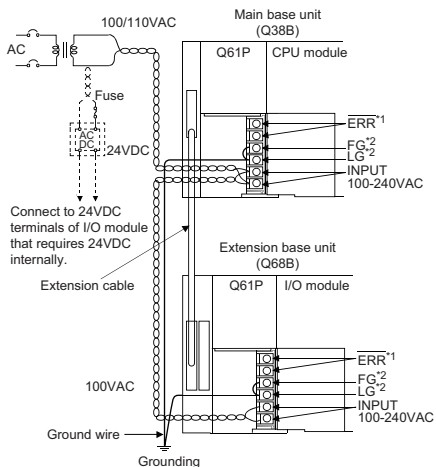 Main base unit
(Q38B)
100/110VAC
AC
Q61P
CPU module
Fuse
AC
DC
24VDC
ERR*1
FG*2
LG*2
INPUT
100-240VAC
Connect to 24VDC
terminals of I/O module
that requires 24VDC
internally.
Extension cable
Extension base unit
(Q68B)
Q61P
I/O module
ERR*1
FG*2
LG*2
INPUT
100-240VAC
100VAC
Ground wire
Grounding